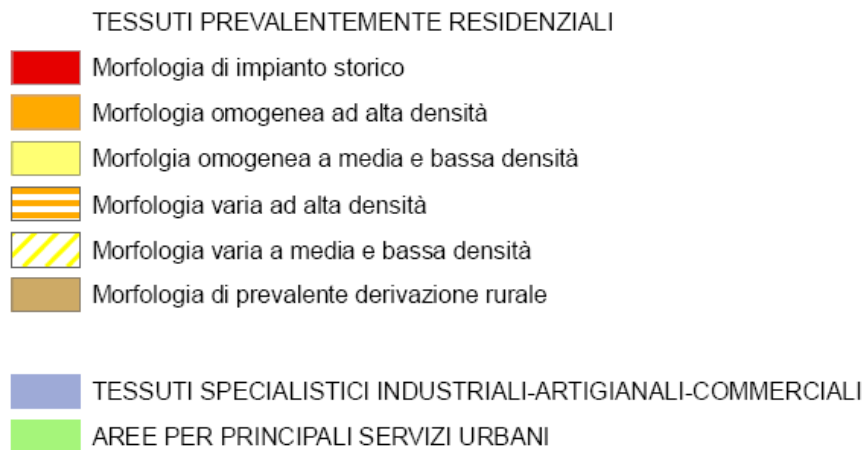 TESSUTI PREVALENTEMENTE RESIDENZIALI
Morfologia di impianto storico
Morfologia omogenea ad alta densità
Morfolgia omogenea a media e bassa densità
Morfologia varia ad alta densità
Morfologia varia a media e bassa densità
Morfologia di prevalente derivazione rurale
TESSUTI SPECIALISTICI INDUSTRIALI-ARTIGIANALI-COMMERCIALI
AREE PER PRINCIPALI SERVIZI URBANI